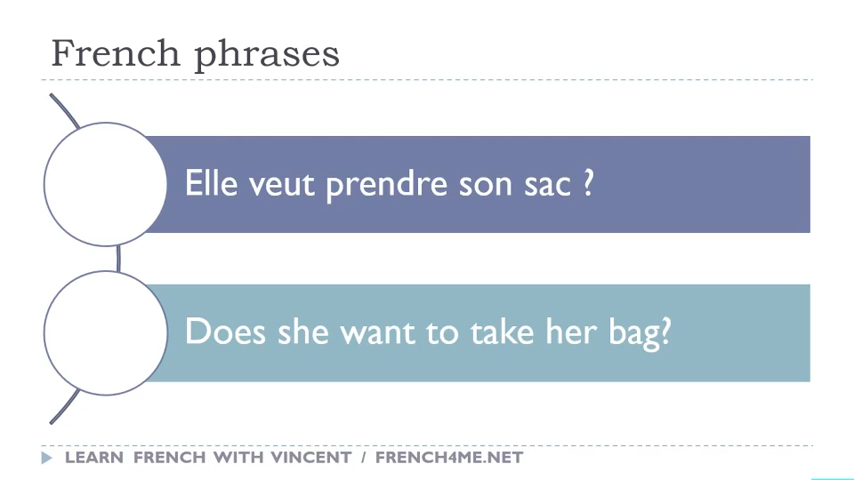 French phrases
Elle veut prendre son sac ?
Does she want to take her bag?
LEARN FRENCH WITH VINCENT / FRENCH4ME.NET